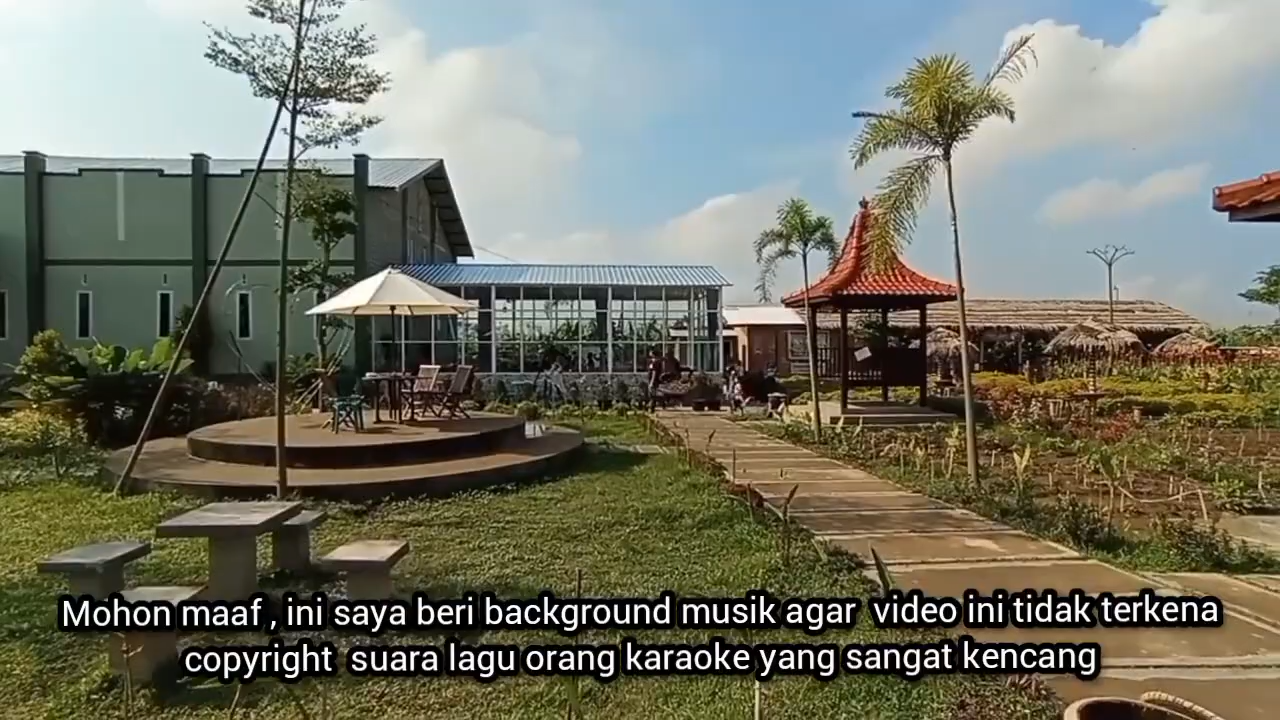 Mohon maaf , ini saya beri background musik agar video ini tidak terkena
copyright suara lagu orang karaoke yang sangat kencang